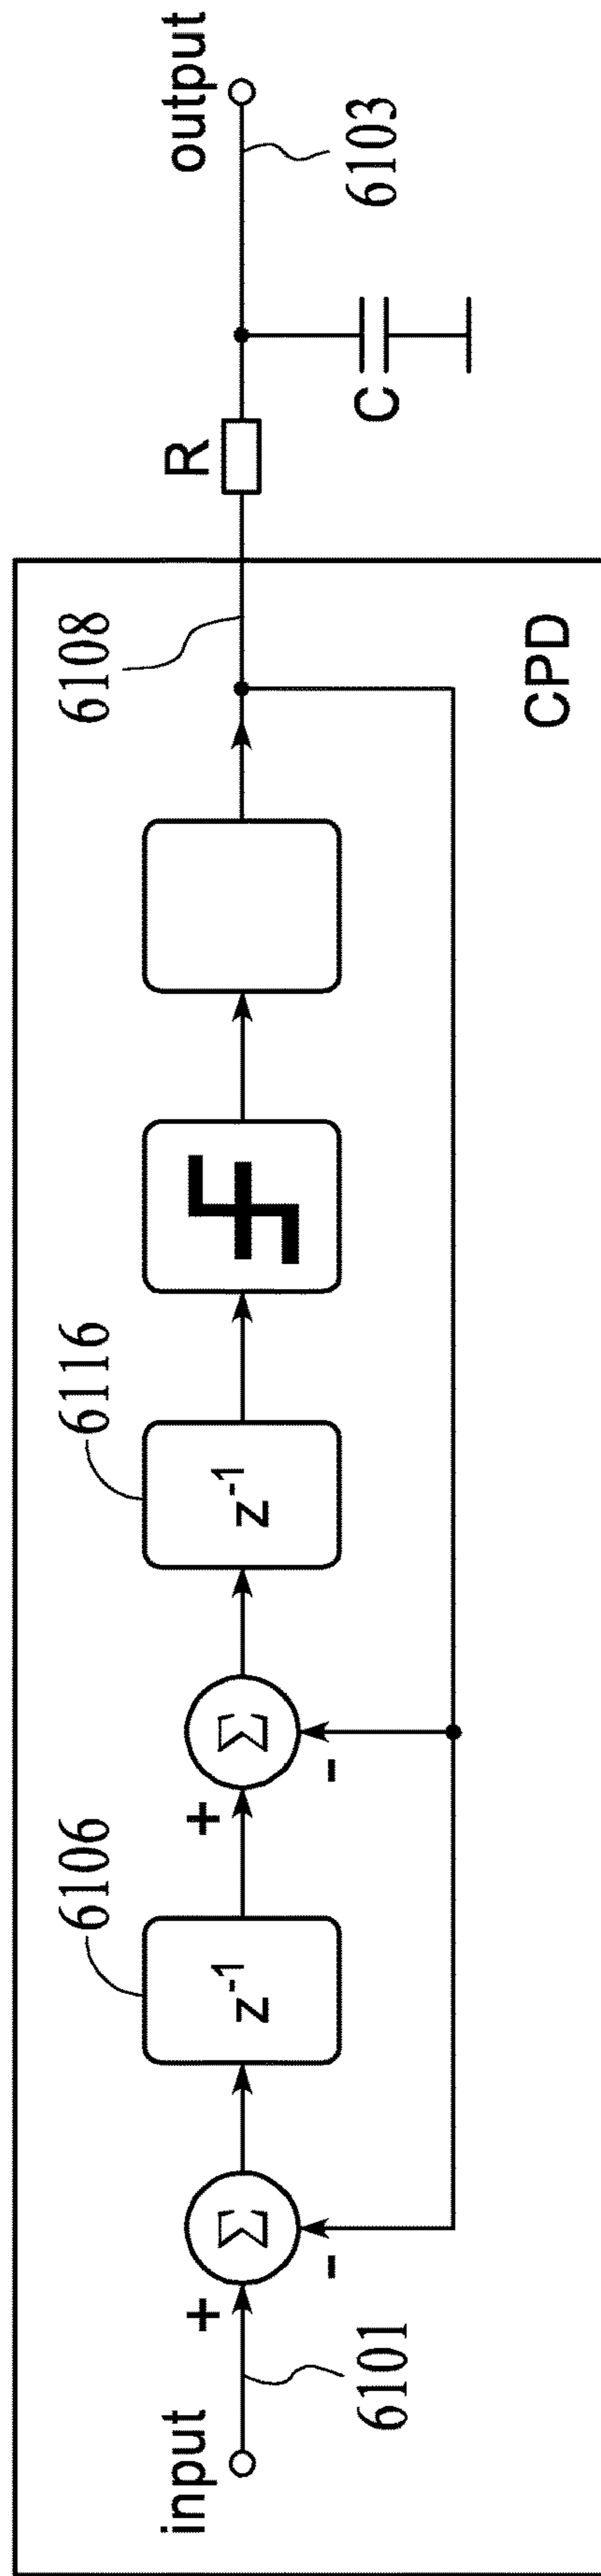 6106
6116
6108
input
+
Σ
-
z⁻¹
+
Σ
-
z⁻¹
R
output
6101
C
6103
CPD